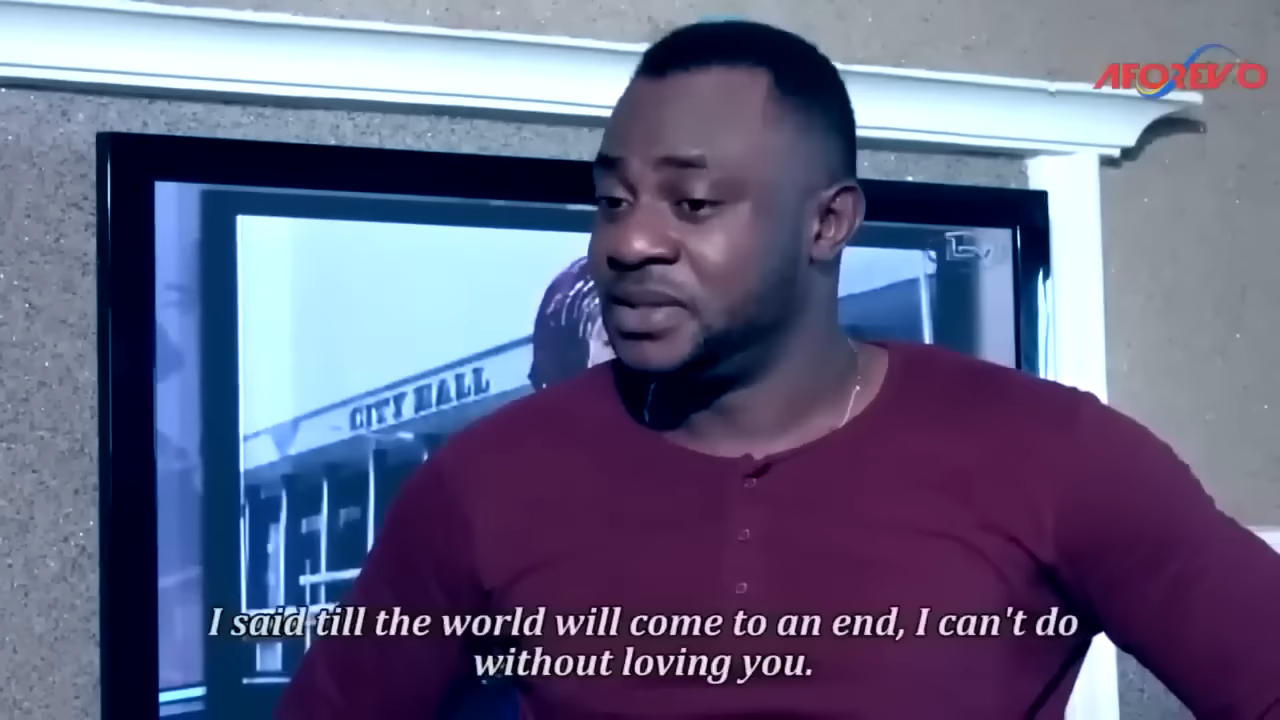 AFOREVO
CITY HALL
I said till the world will come to an end, I can't do
without loving you.